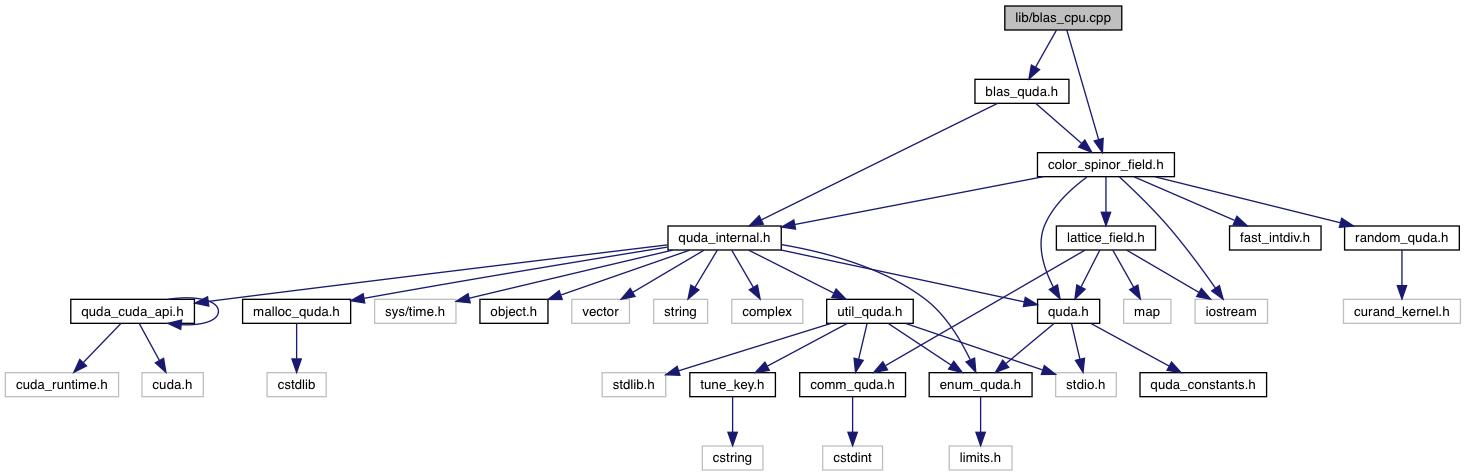 lib/blas_cpu.cpp
blas_quda.h
color_spinor_field.h
quda_internal.h
lattice_field.h
fast_intdiv.h
random_quda.h
quda_cuda_api.h
malloc_quda.h
sys/time.h
object.h
vector
string
complex
util_quda.h
quda.h
map
iostream
curand_kernel.h
cuda_runtime.h
cuda.h
cstdlib
stdlib.h
tune_key.h
comm_quda.h
enum_quda.h
stdio.h
quda_constants.h
cstring
cstdint
limits.h